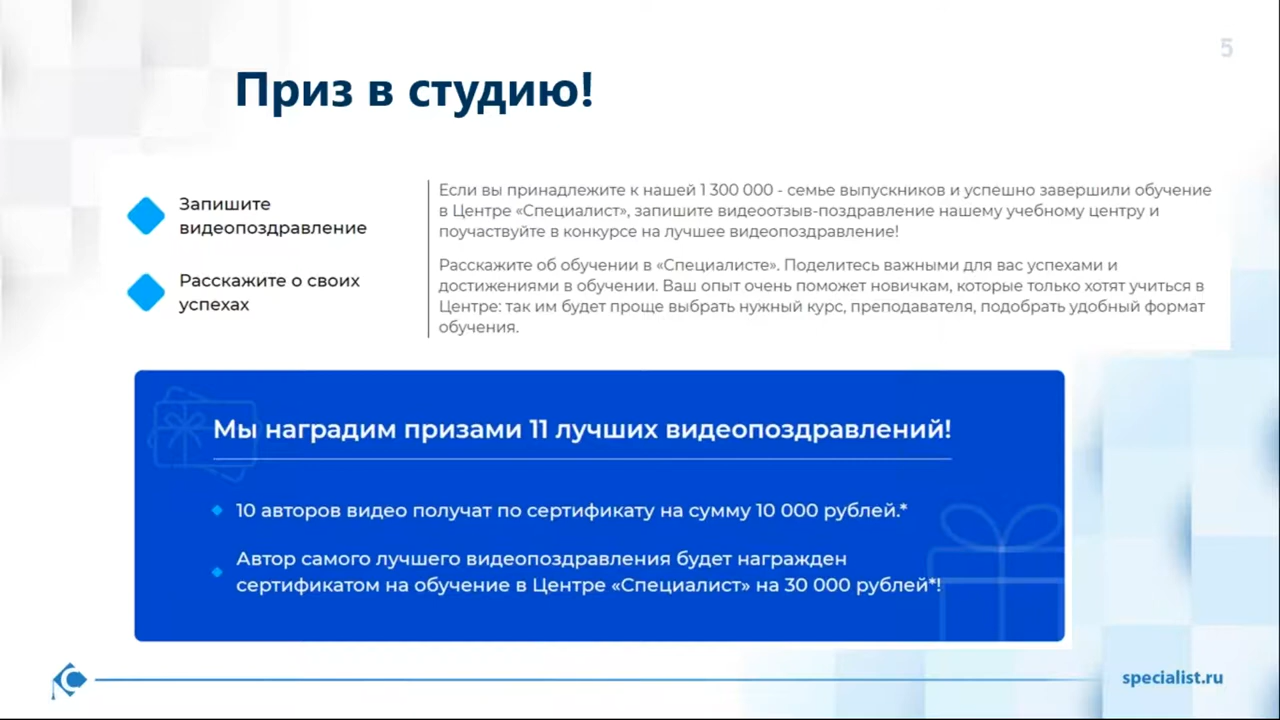 5
Приз в студию!
Запишите
видеопоздравление
Расскажите о своих
успехах
Если вы принадлежите к нашей 1 300 000 - семье выпускников и успешно завершили обучение
в Центре «Специалист», запишите видеоотзыв-поздравление нашему учебному центру и
поучаствуйте в конкурсе на лучшее видеопоздравление!
Расскажите об обучении в «Специалисте». Поделитесь важными для вас успехами и
достижениями в обучении. Ваш опыт очень поможет новичкам, которые только хотят учиться в
Центре: так им будет проще выбрать нужный курс, преподавателя, подобрать удобный формат
обучения.
Мы наградим призами 11 лучших видеопоздравлений!
10 авторов видео получат по сертификату на сумму 10 000 рублей.*
Автор самого лучшего видеопоздравления будет награжден
сертификатом на обучение в Центре «Специалист» на 30 000 рублей*!
specialist.ru